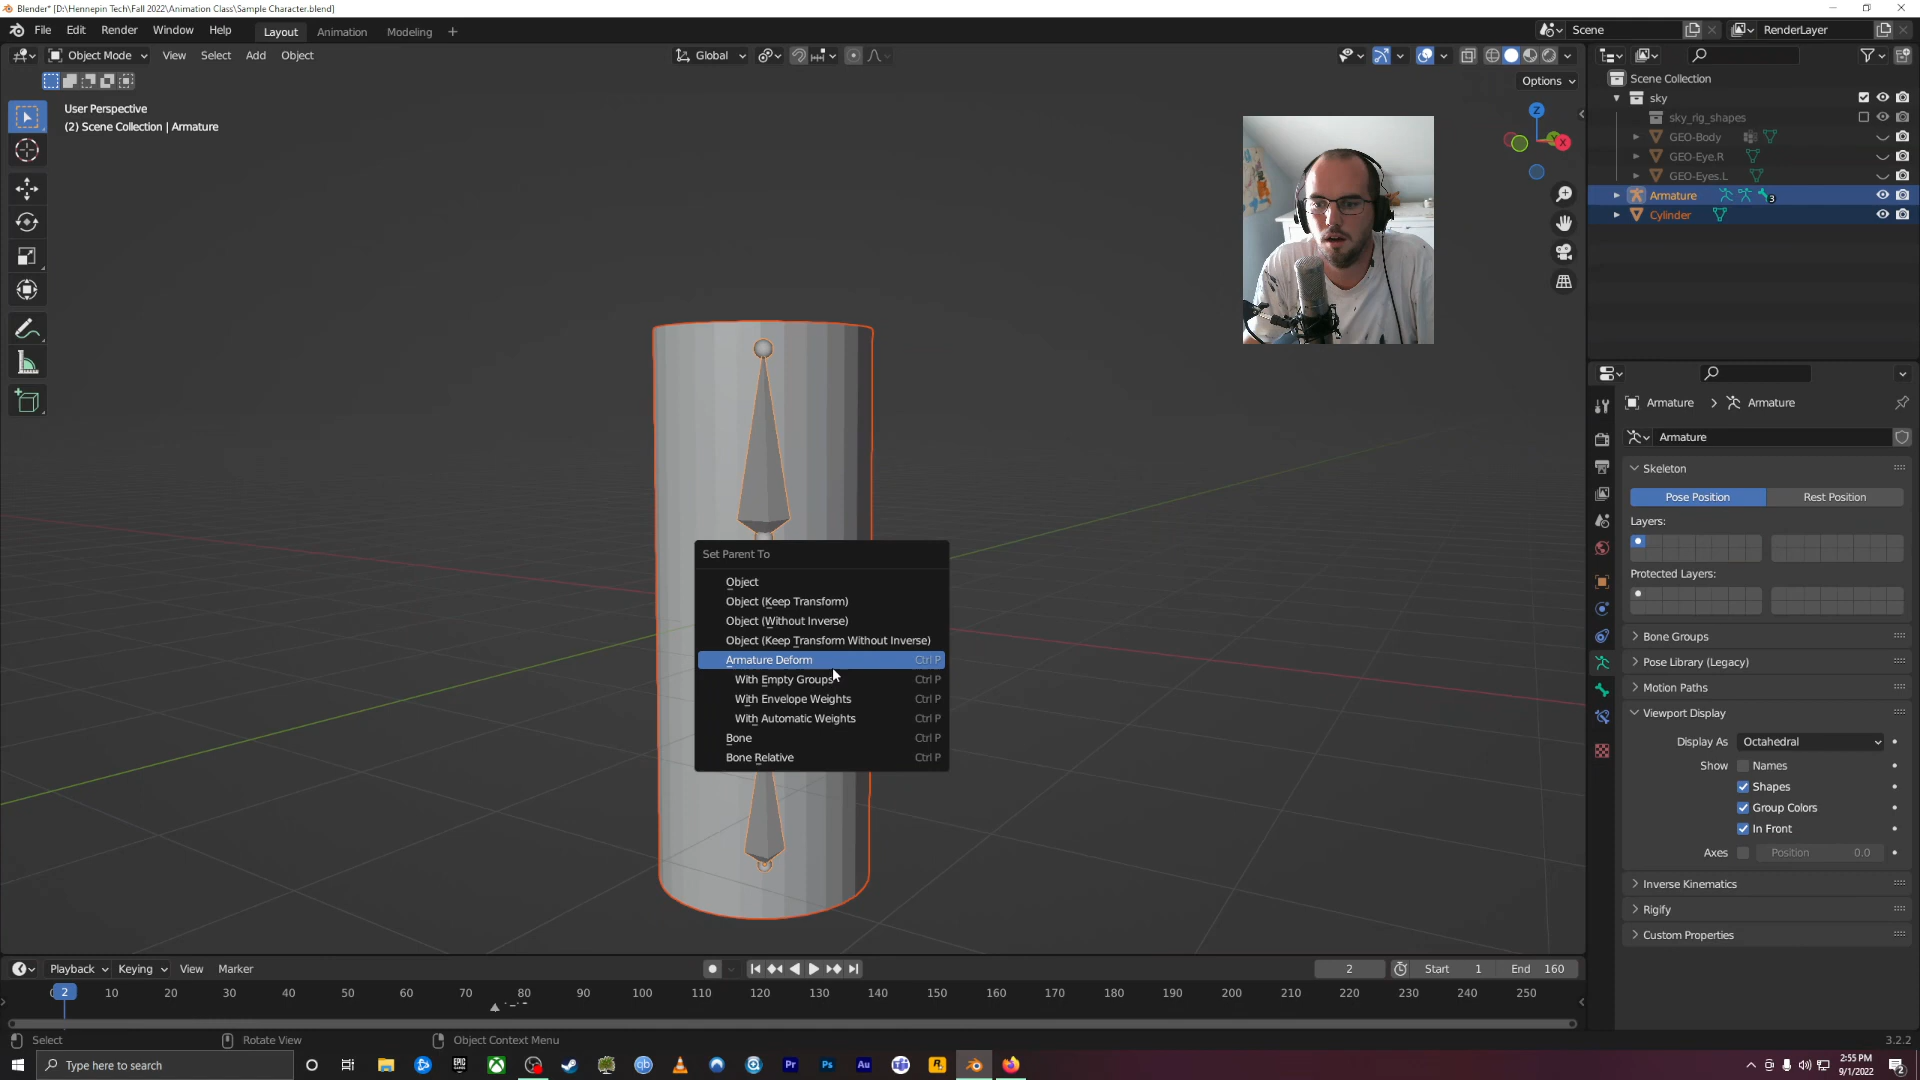 Blender* [D:\Hennepin Tech\Fall 2022\Animation Class\Sample Character.blend]
File Edit Render Window Help Layout Animation Modeling + Scene RenderLayer
Object Mode View Select Add Object Global
Options
User Perspective
(2) Scene Collection | Armature
Z
Y
X
Scene Collection
sky
sky_rig_shapes
GEO-Body
GEO-Eye.R
GEO-Eyes.L
Armature 3
Cylinder
Armature > Armature
Armature
Skeleton
Pose Position Rest Position
Layers:
Protected Layers:
Bone Groups
Pose Library (Legacy)
Motion Paths
Viewport Display
Display As Octahedral
Show Names
Shapes
Group Colors
In Front
Axes Position 0.0
Inverse Kinematics
Rigify
Custom Properties
Set Parent To
Object
Object (Keep Transform)
Object (Without Inverse)
Object (Keep Transform Without Inverse)
Armature Deform Ctrl P
With Empty Groups Ctrl P
With Envelope Weights Ctrl P
With Automatic Weights Ctrl P
Bone Ctrl P
Bone Relative Ctrl P
Playback Keying View Marker 2 Start 1 End 160
2 10 20 30 40 50 60 70 80 90 100 110 120 130 140 150 160 170 180 190 200 210 220 230 240 250
Select Rotate View Object Context Menu 3.2.2
Type here to search
EPIC
qb
Pr
Ps
Au
2:55 PM
9/1/2022
2